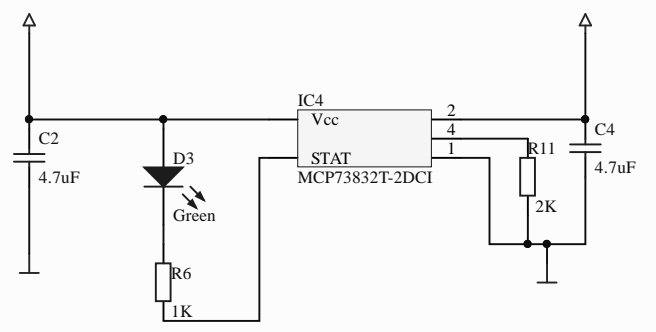 IC4
Vcc
2
4
1
STAT
MCP73832T-2DCI
C2
4.7uF
D3
Green
R6
1K
R11
2K
C4
4.7uF